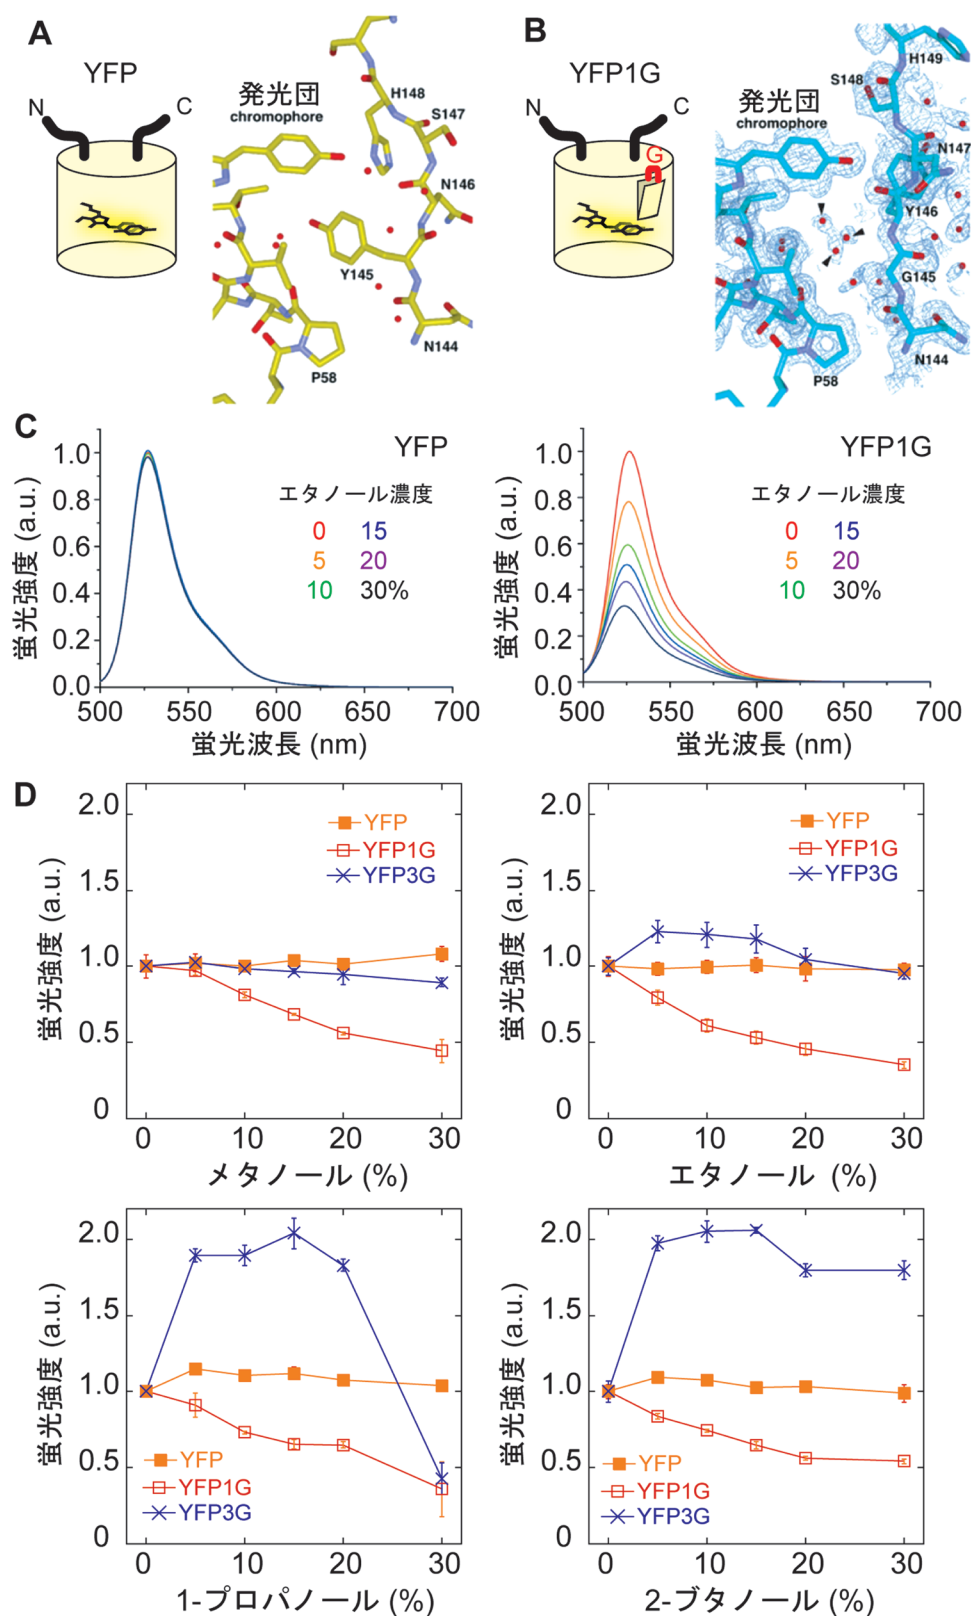 A
YFP
N
C
発光団
chromophore
H148
S147
N146
Y145
N144
P58
B
YFP1G
N
C
G
発光団
chromophore
H149
S148
N147
Y146
G145
N144
P58
C
YFP
エタノール濃度
0 15
5 20
10 30%
1.0
0.8
0.6
0.4
0.2
0.0
500 550 600 650 700
蛍光強度 (a.u.)
蛍光波長 (nm)
YFP1G
エタノール濃度
0 15
5 20
10 30%
1.0
0.8
0.6
0.4
0.2
0.0
500 550 600 650 700
蛍光強度 (a.u.)
蛍光波長 (nm)
D
YFP
YFP1G
YFP3G
2.0
1.5
1.0
0.5
0
0 10 20 30
蛍光強度 (a.u.)
メタノール (%)
YFP
YFP1G
YFP3G
2.0
1.5
1.0
0.5
0
0 10 20 30
蛍光強度 (a.u.)
エタノール (%)
2.0
1.5
1.0
0.5
0
YFP
YFP1G
YFP3G
0 10 20 30
蛍光強度 (a.u.)
1-プロパノール (%)
2.0
1.5
1.0
0.5
0
YFP
YFP1G
YFP3G
0 10 20 30
蛍光強度 (a.u.)
2-ブタノール (%)